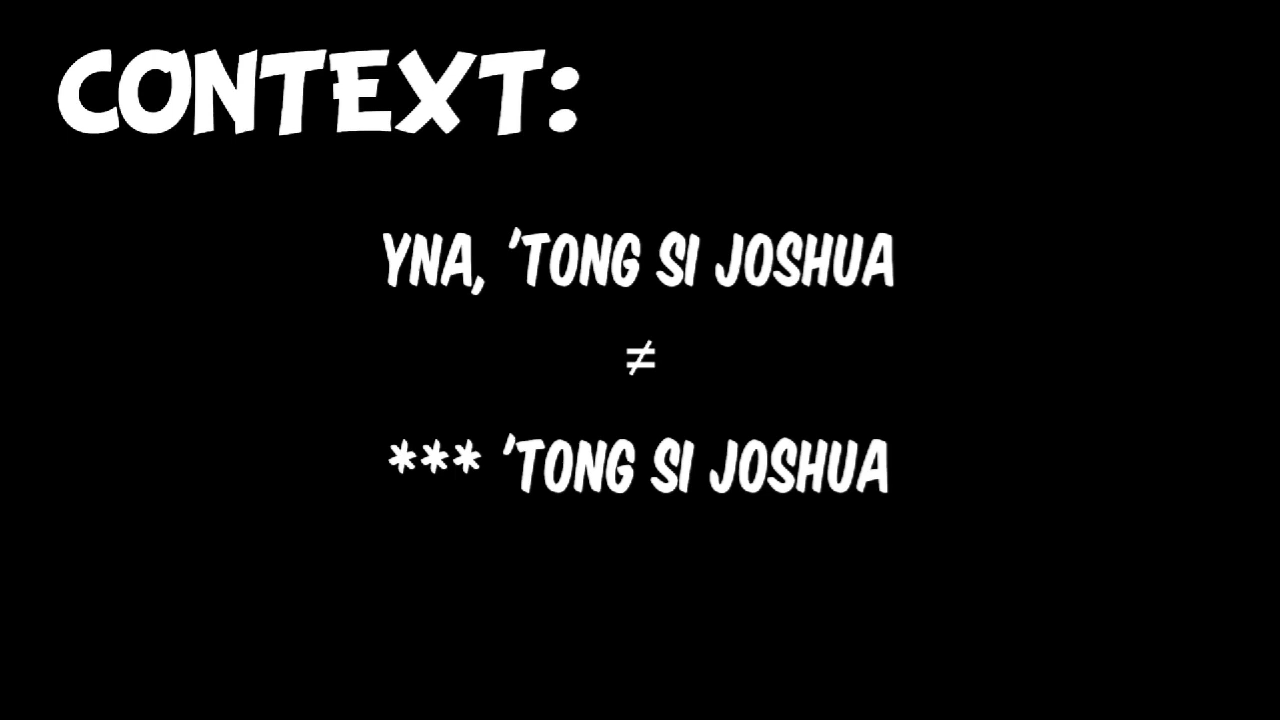 CONTEXT:
YNA, 'TONG SI JOSHUA
≠
*** 'TONG SI JOSHUA